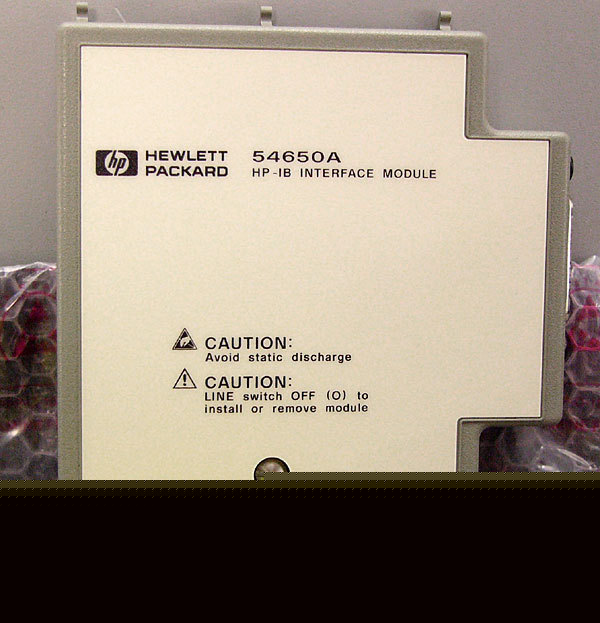 hp HEWLETT PACKARD 54650A
HP-IB INTERFACE MODULE
CAUTION:
Avoid static discharge
CAUTION:
LINE switch OFF (O) to
install or remove module